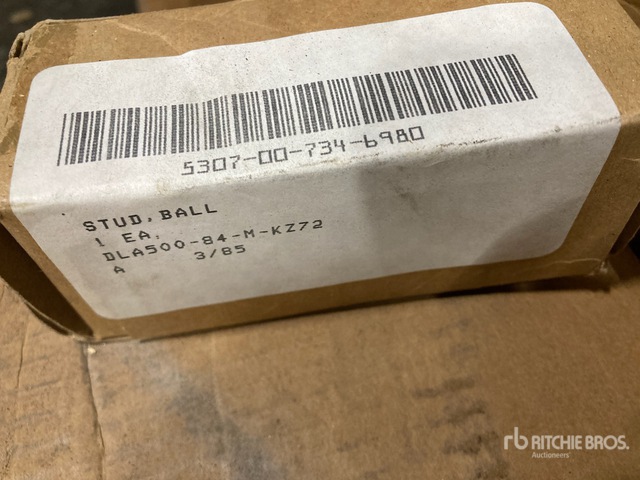 5307-00-734-6980
STUD, BALL
1 EA.
DLA500-84-M-KZ72
A 3/85
rb RITCHIE BROS.
Auctioneers